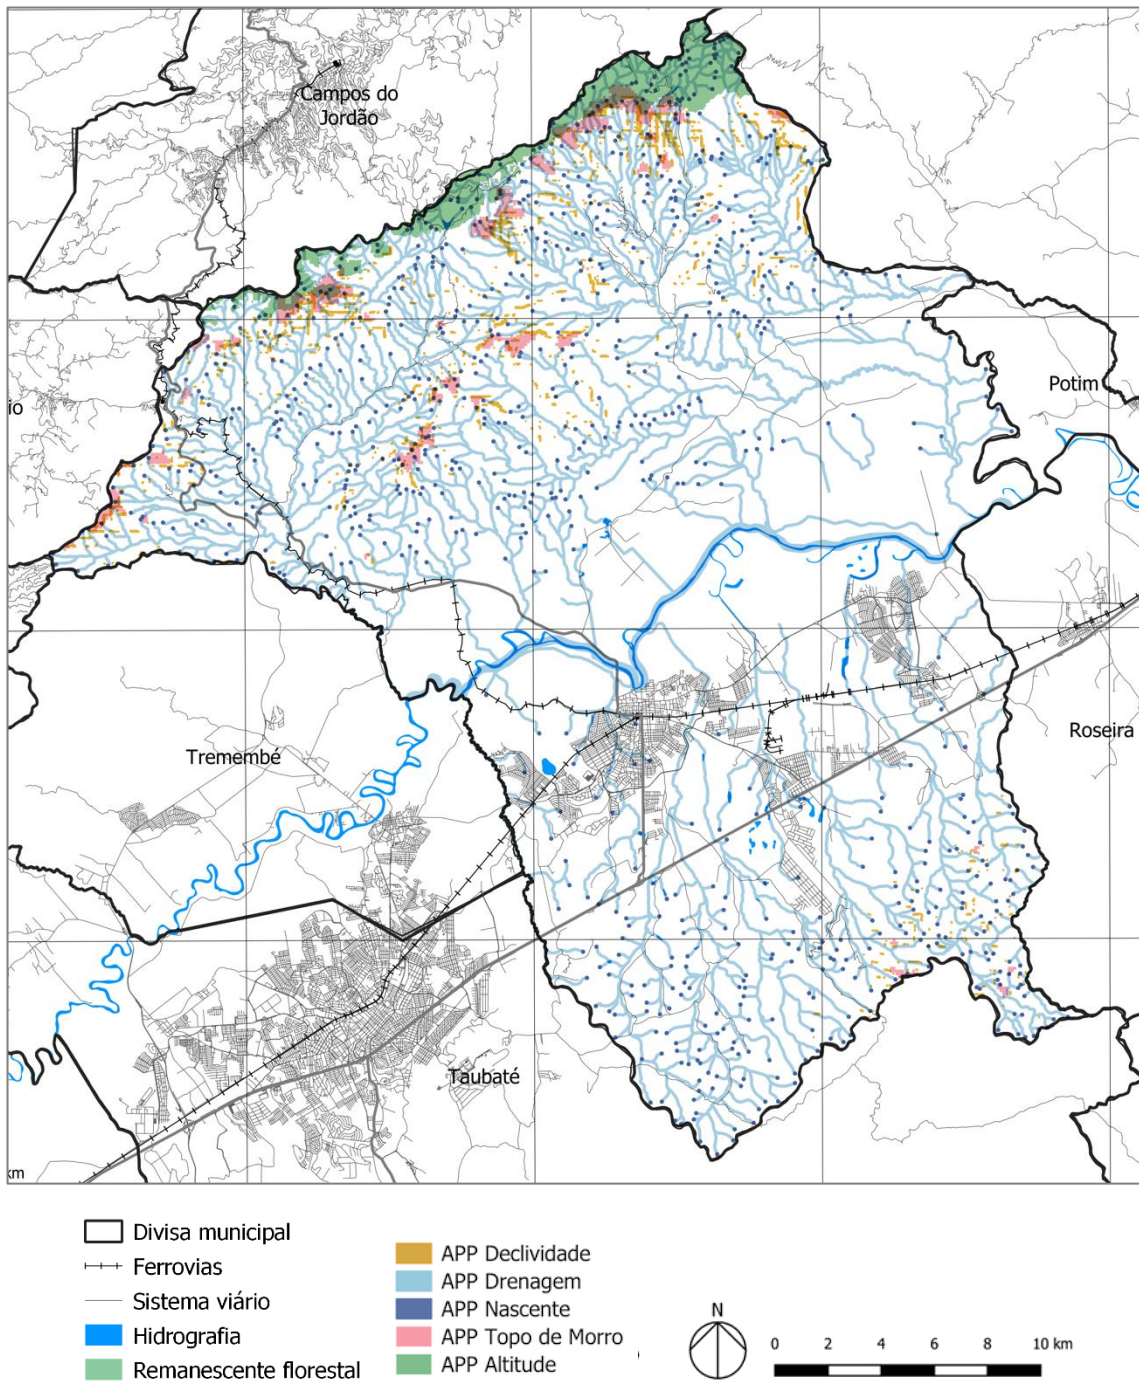 Campos do
Jordão
io
Potim
Tremembé
Roseira
Taubaté
km
Divisa municipal
Ferrovias
Sistema viário
Hidrografia
Remanescente florestal
APP Declividade
APP Drenagem
APP Nascente
APP Topo de Morro
APP Altitude
N
0 2 4 6 8 10 km